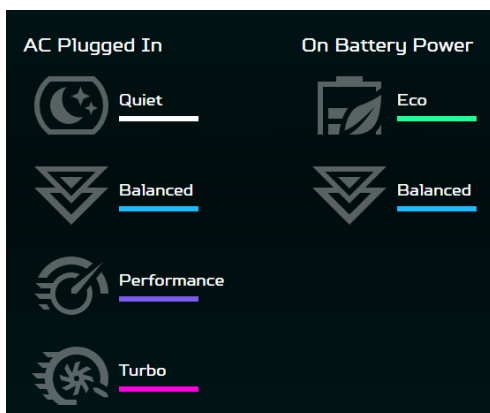 AC Plugged In
On Battery Power
Quiet
Eco
Balanced
Balanced
Performance
Turbo